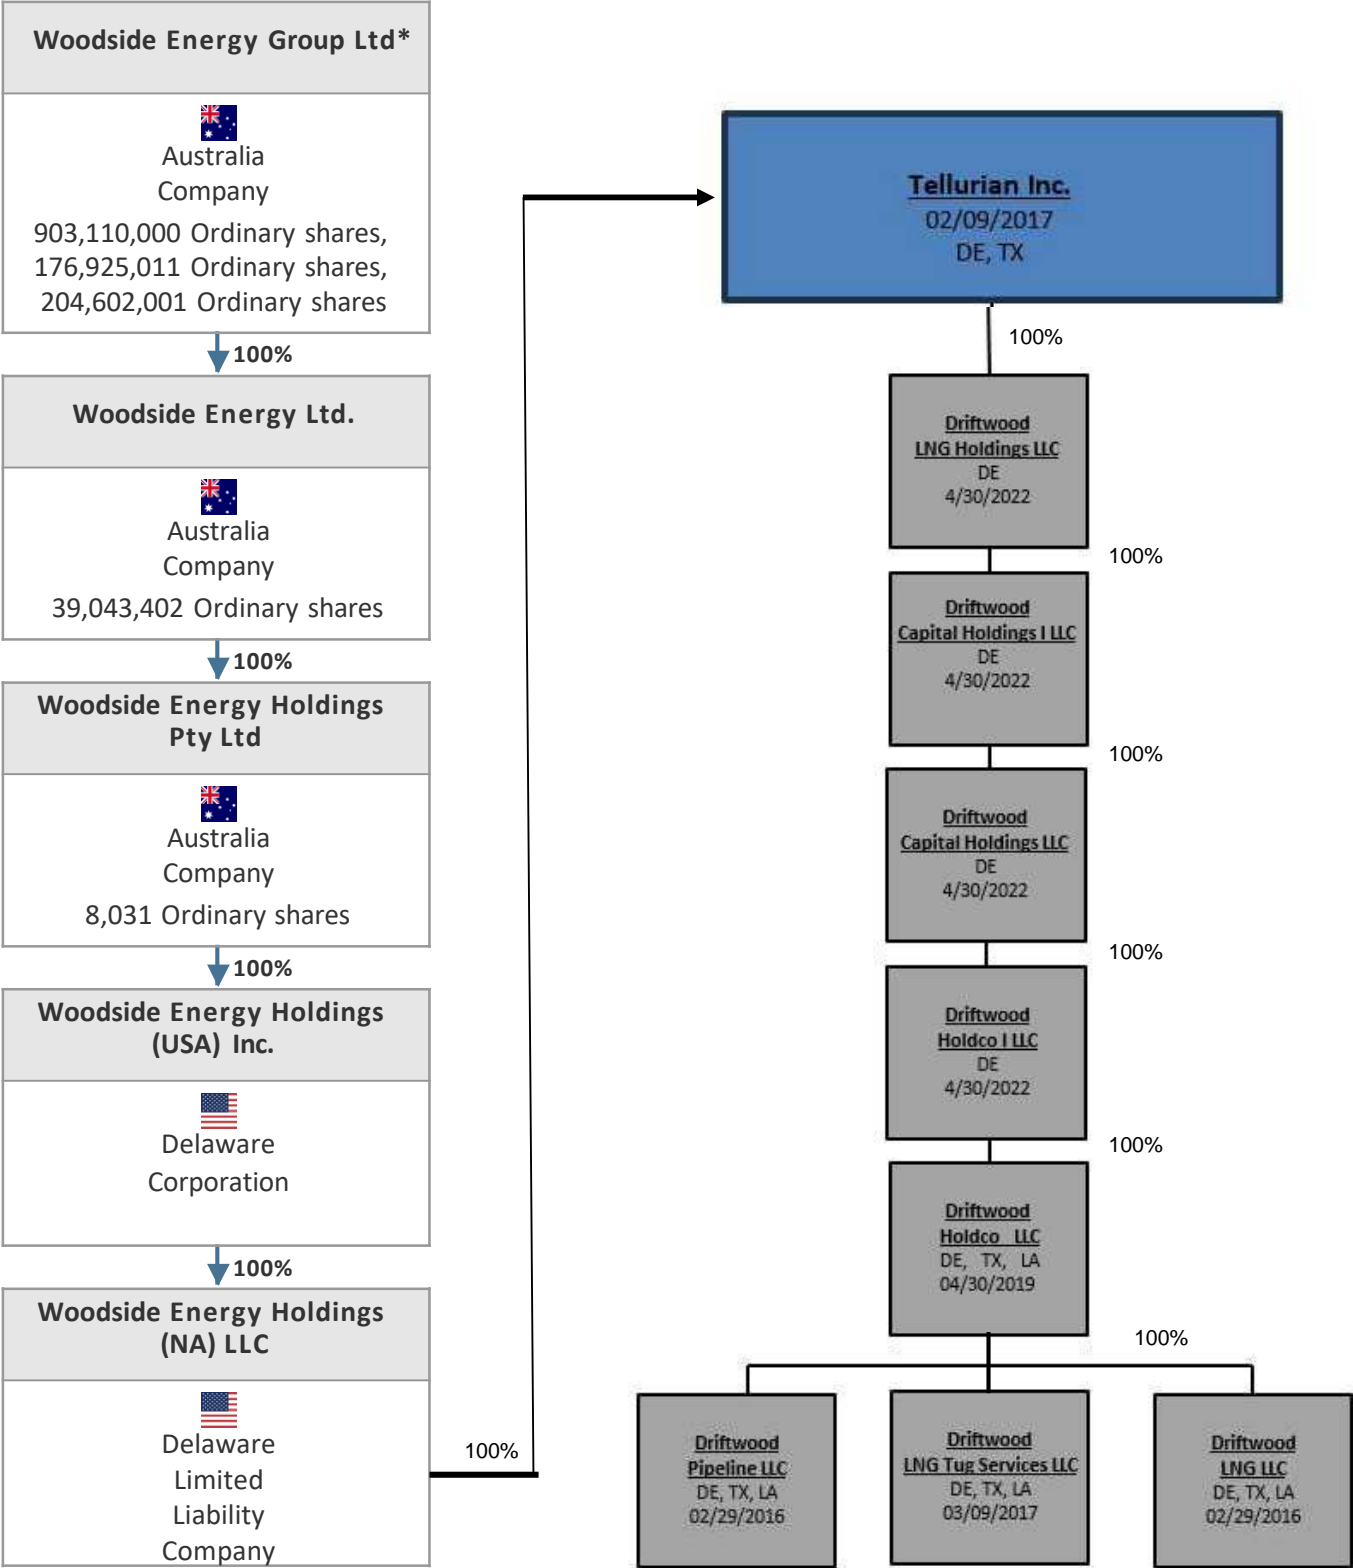 Woodside Energy Group Ltd*
Australia
Company
903,110,000 Ordinary shares,
176,925,011 Ordinary shares,
204,602,001 Ordinary shares
100%
Woodside Energy Ltd.
Australia
Company
39,043,402 Ordinary shares
100%
Woodside Energy Holdings
Pty Ltd
Australia
Company
8,031 Ordinary shares
100%
Woodside Energy Holdings
(USA) Inc.
Delaware
Corporation
100%
Woodside Energy Holdings
(NA) LLC
Delaware
Limited
Liability
Company
100%
Tellurian Inc.
02/09/2017
DE, TX
100%
Driftwood
LNG Holdings LLC
DE
4/30/2022
100%
Driftwood
Capital Holdings I LLC
DE
4/30/2022
100%
Driftwood
Capital Holdings LLC
DE
4/30/2022
100%
Driftwood
Holdco I LLC
DE
4/30/2022
100%
Driftwood
Holdco LLC
DE, TX, LA
04/30/2019
100%
Driftwood
Pipeline LLC
DE, TX, LA
02/29/2016
Driftwood
LNG Tug Services LLC
DE, TX, LA
03/09/2017
Driftwood
LNG LLC
DE, TX, LA
02/29/2016